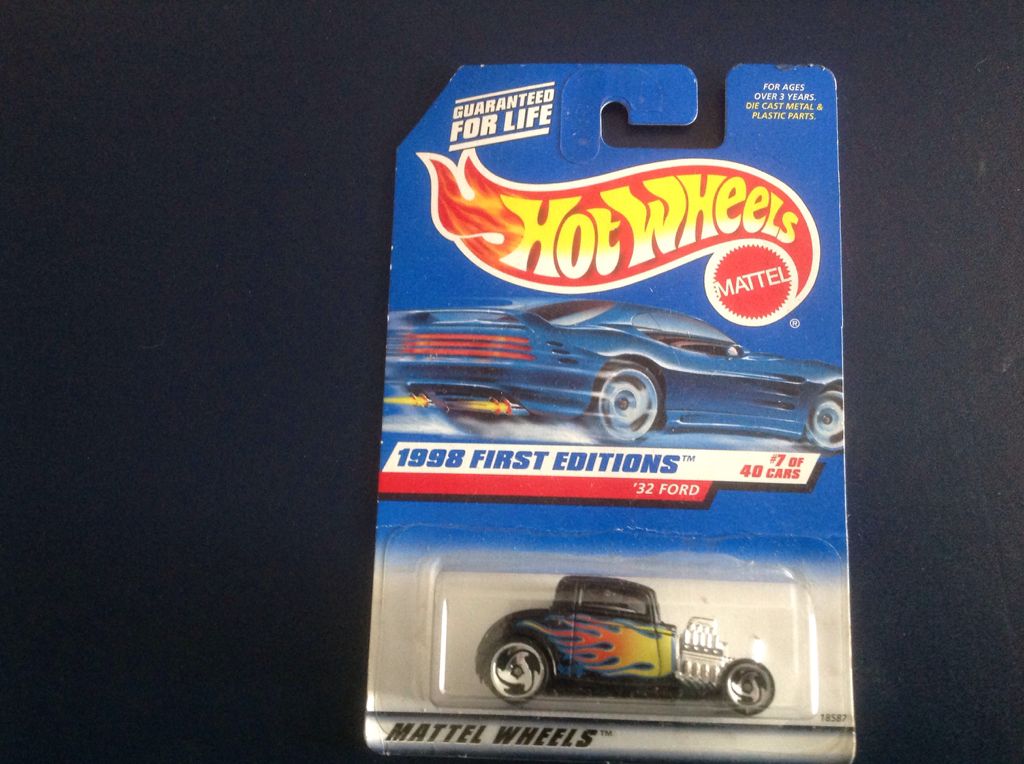 GUARANTEED
FOR LIFE
FOR AGES
OVER 3 YEARS.
DIE CAST METAL &
PLASTIC PARTS.
HOT WHEELS
MATTEL
®
1998 FIRST EDITIONS™
#7 OF
40 CARS
'32 FORD
18587
MATTEL WHEELS™